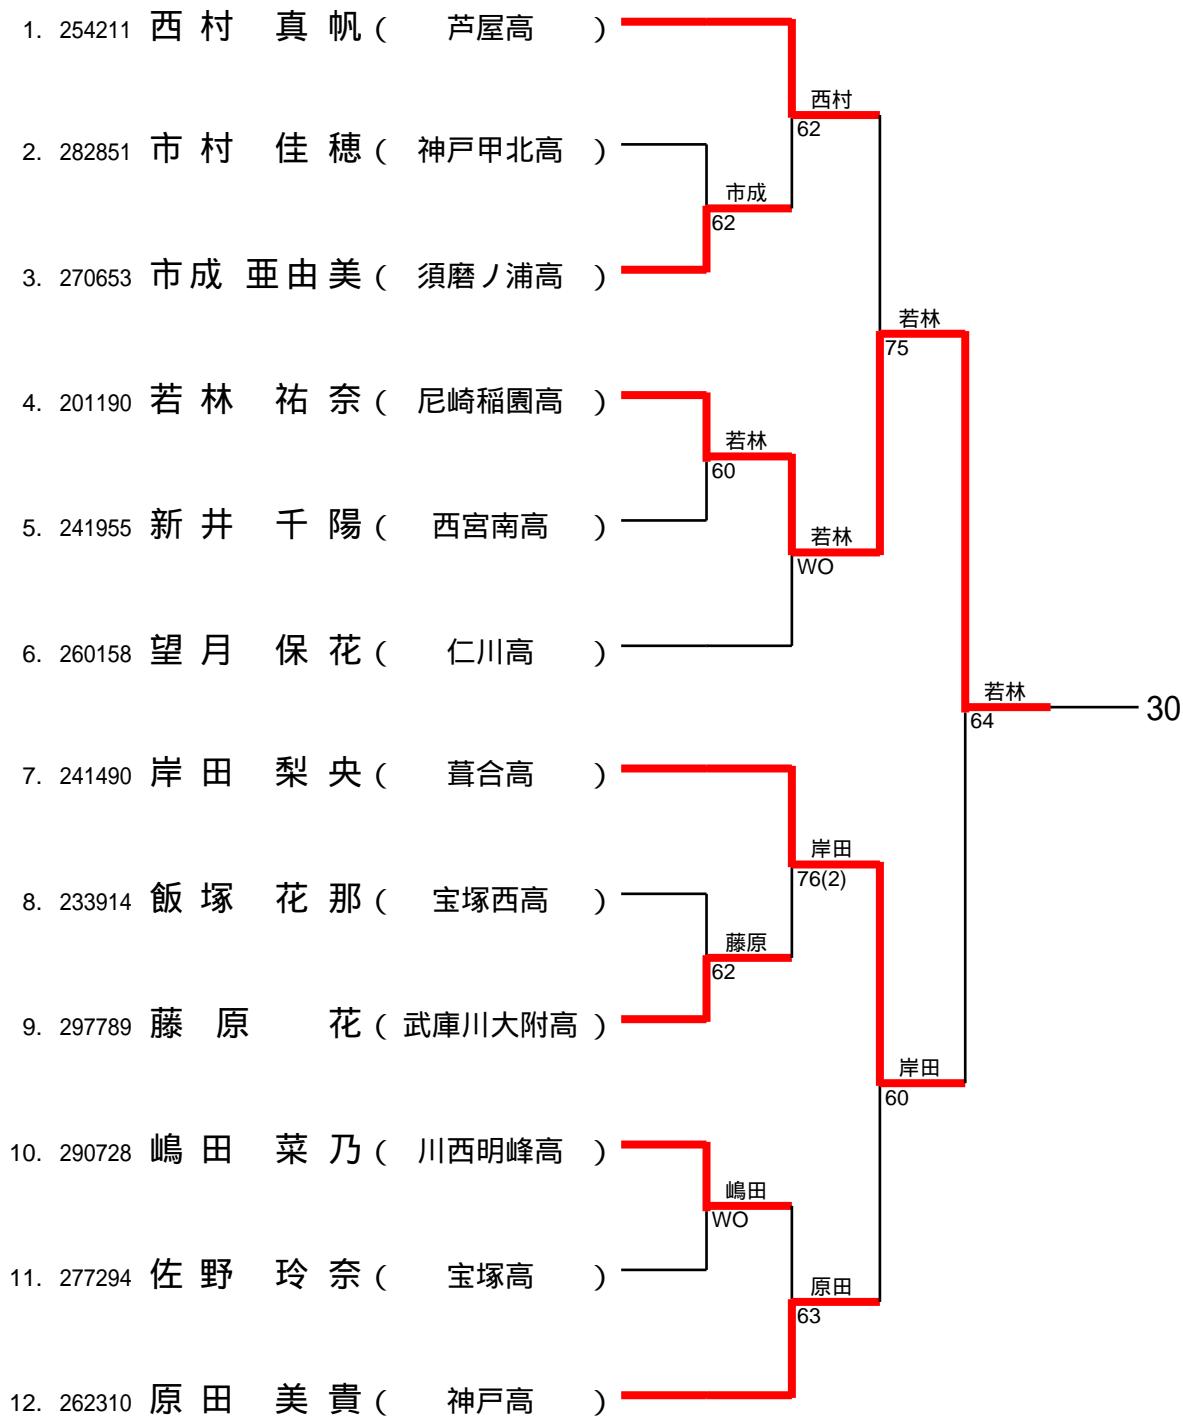 1. 254211 西村 真帆 ( 芦屋高 )
西村
62
2. 282851 市村 佳穂 ( 神戸甲北高 )
市成
62
3. 270653 市成 亜由美 ( 須磨ノ浦高 )
若林
75
4. 201190 若林 祐奈 ( 尼崎稲園高 )
若林
60
5. 241955 新井 千陽 ( 西宮南高 )
若林
WO
6. 260158 望月 保花 ( 仁川高 )
若林
64
30
7. 241490 岸田 梨央 ( 葺合高 )
岸田
76(2)
8. 233914 飯塚 花那 ( 宝塚西高 )
藤原
62
9. 297789 藤原 花 ( 武庫川大附高 )
岸田
60
10. 290728 嶋田 菜乃 ( 川西明峰高 )
嶋田
WO
11. 277294 佐野 玲奈 ( 宝塚高 )
原田
63
12. 262310 原田 美貴 ( 神戸高 )